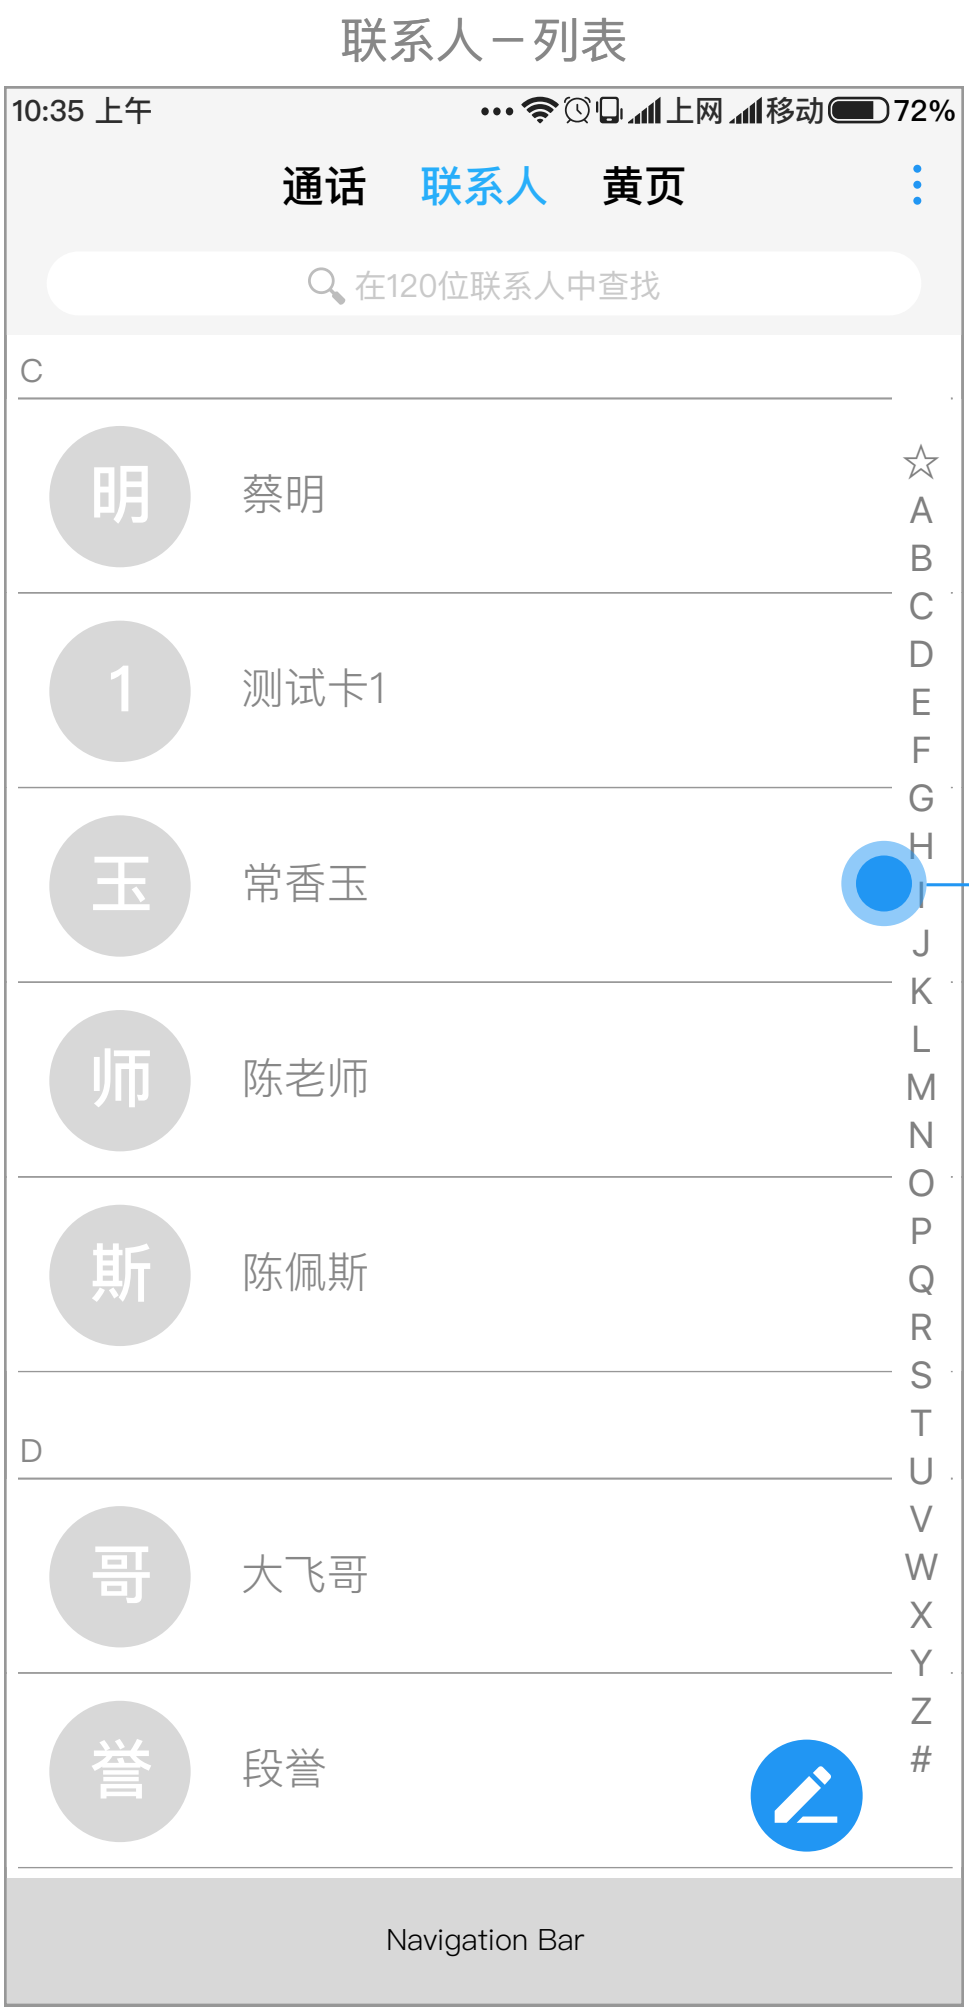 联系人－列表
10:35 上午 上网 移动 72%
通话 联系人 黄页
在120位联系人中查找
C
明 蔡明
1 测试卡1
玉 常香玉
师 陈老师
斯 陈佩斯
D
哥 大飞哥
誉 段誉
☆
A
B
C
D
E
F
G
H
I
J
K
L
M
N
O
P
Q
R
S
T
U
V
W
X
Y
Z
#
Navigation Bar